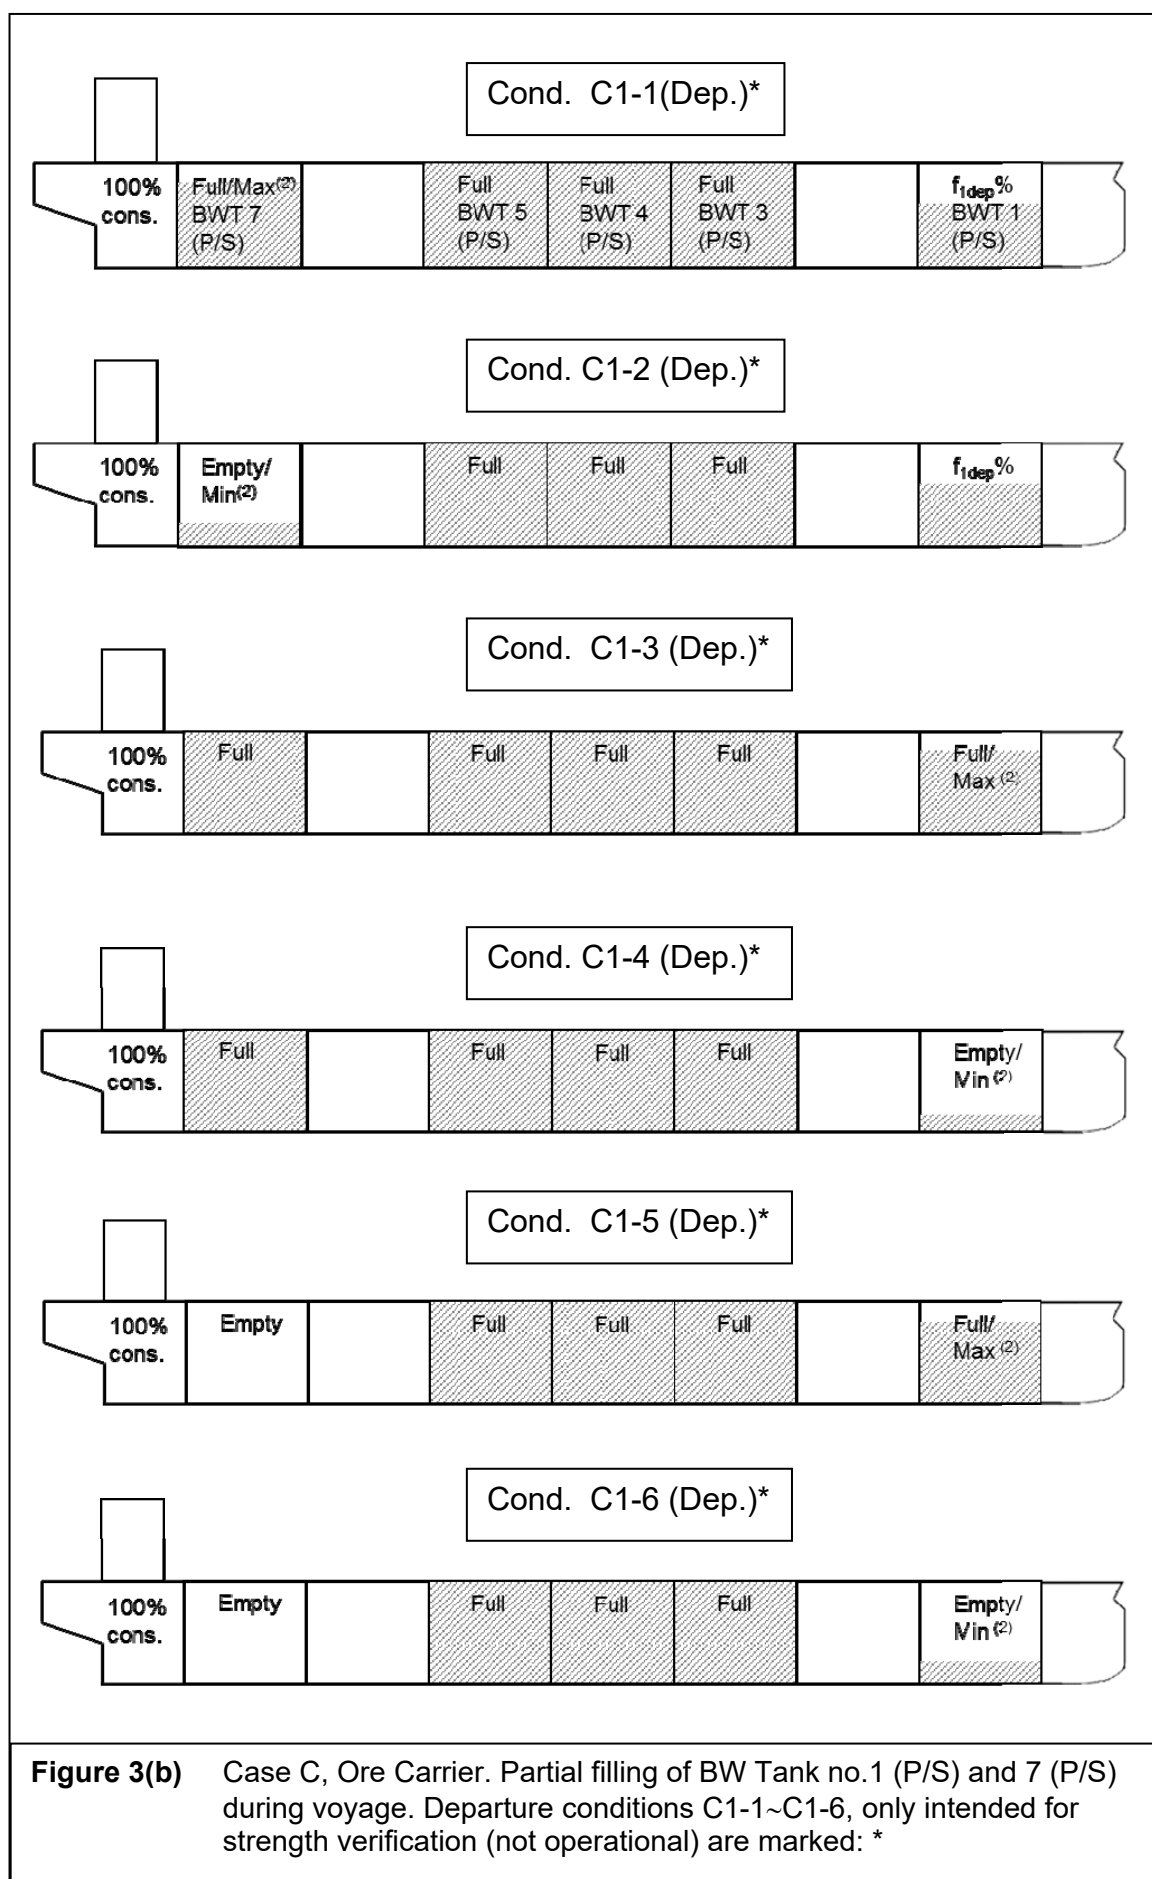 Cond. C1-1(Dep.)*
100%
cons.
Full/Max(2)
BWT 7
(P/S)
Full
BWT 5
(P/S)
Full
BWT 4
(P/S)
Full
BWT 3
(P/S)
f1dep%
BWT 1
(P/S)
Cond. C1-2 (Dep.)*
100%
cons.
Empty/
Min(2)
Full
Full
Full
f1dep%
Cond. C1-3 (Dep.)*
100%
cons.
Full
Full
Full
Full
Full/
Max (2)
Cond. C1-4 (Dep.)*
100%
cons.
Full
Full
Full
Full
Empty/
Min (2)
Cond. C1-5 (Dep.)*
100%
cons.
Empty
Full
Full
Full
Full/
Max (2)
Cond. C1-6 (Dep.)*
100%
cons.
Empty
Full
Full
Full
Empty/
Min (2)
Figure 3(b) Case C, Ore Carrier. Partial filling of BW Tank no.1 (P/S) and 7 (P/S)
during voyage. Departure conditions C1-1~C1-6, only intended for
strength verification (not operational) are marked: *